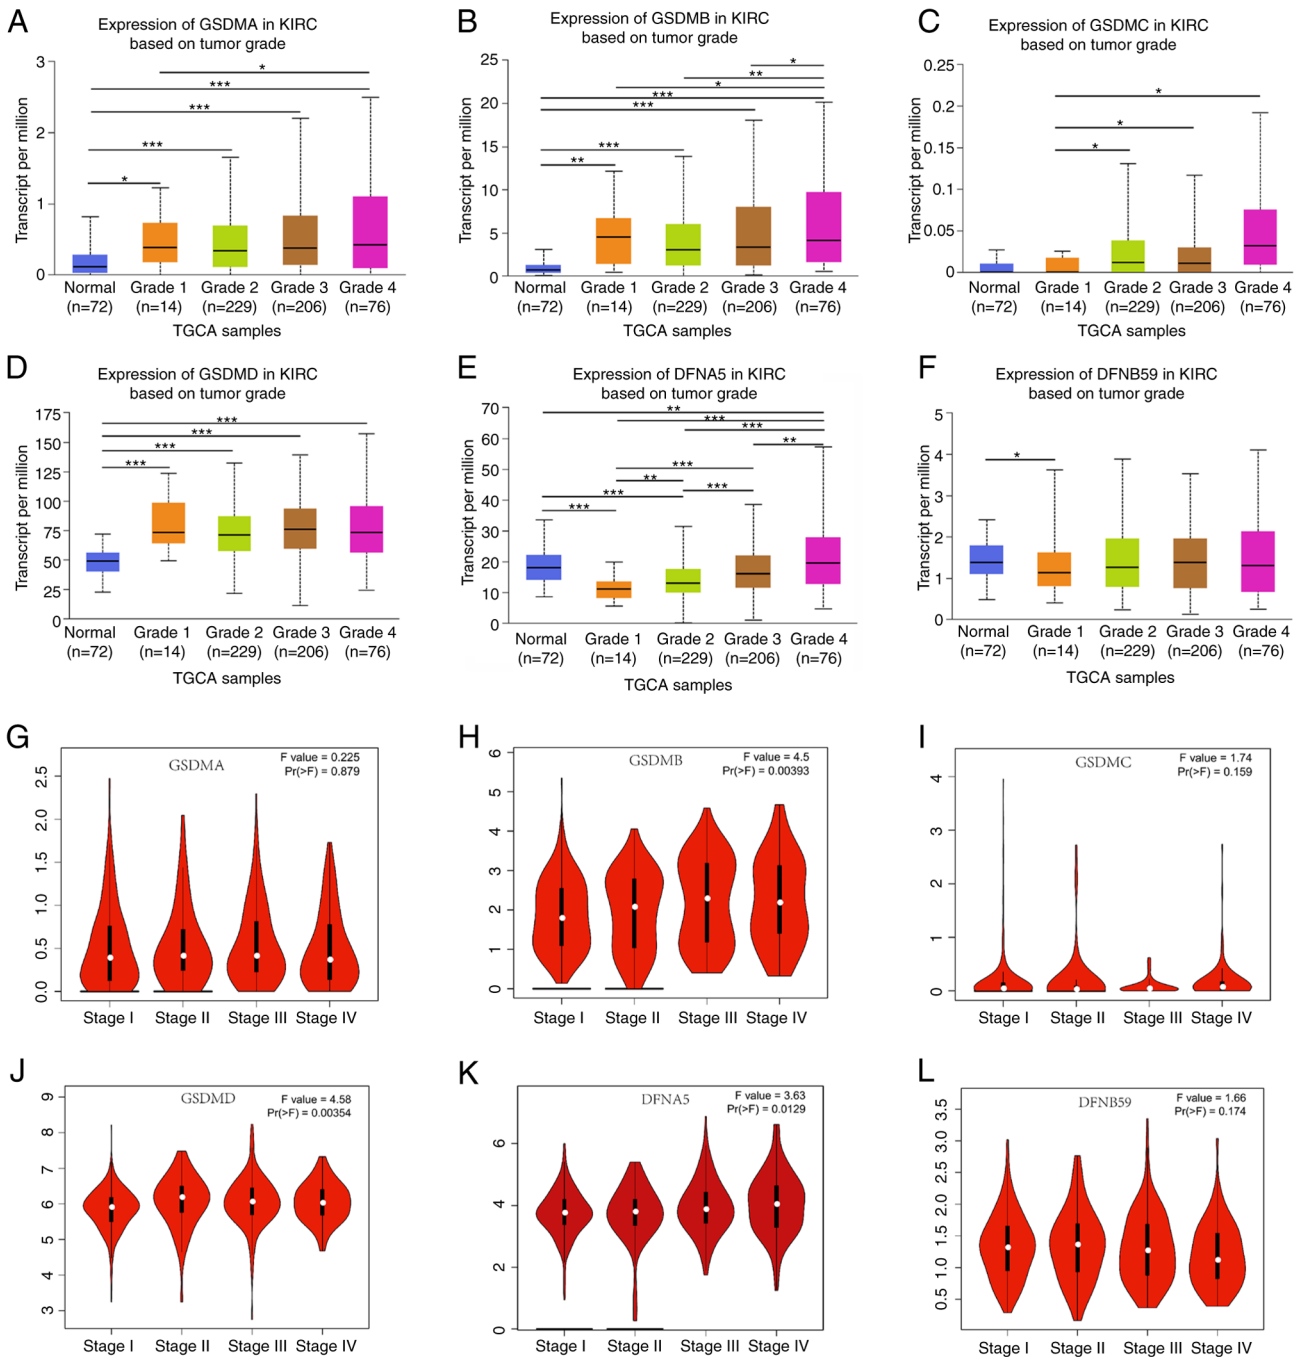 A
Expression of GSDMA in KIRC
based on tumor grade
Transcript per million
3
2
1
0
*
***
***
***
*
Normal
(n=72)
Grade 1
(n=14)
Grade 2
(n=229)
Grade 3
(n=206)
Grade 4
(n=76)
TGCA samples
B
Expression of GSDMB in KIRC
based on tumor grade
Transcript per million
25
20
15
10
5
0
*
**
*
***
***
***
**
Normal
(n=72)
Grade 1
(n=14)
Grade 2
(n=229)
Grade 3
(n=206)
Grade 4
(n=76)
TGCA samples
C
Expression of GSDMC in KIRC
based on tumor grade
Transcript per million
0.25
0.2
0.15
0.1
0.05
0
*
*
*
Normal
(n=72)
Grade 1
(n=14)
Grade 2
(n=229)
Grade 3
(n=206)
Grade 4
(n=76)
TGCA samples
D
Expression of GSDMD in KIRC
based on tumor grade
Transcript per million
175
150
125
100
75
50
25
0
***
***
***
***
Normal
(n=72)
Grade 1
(n=14)
Grade 2
(n=229)
Grade 3
(n=206)
Grade 4
(n=76)
TGCA samples
E
Expression of DFNA5 in KIRC
based on tumor grade
Transcript per million
70
60
50
40
30
20
10
0
**
***
***
**
***
**
***
***
***
Normal
(n=72)
Grade 1
(n=14)
Grade 2
(n=229)
Grade 3
(n=206)
Grade 4
(n=76)
TGCA samples
F
Expression of DFNB59 in KIRC
based on tumor grade
Transcript per million
5
4
3
2
1
0
*
Normal
(n=72)
Grade 1
(n=14)
Grade 2
(n=229)
Grade 3
(n=206)
Grade 4
(n=76)
TGCA samples
G
GSDMA
F value = 0.225
Pr(>F) = 0.879
2.5
2.0
1.5
1.0
0.5
0.0
Stage I
Stage II
Stage III
Stage IV
H
GSDMB
F value = 4.5
Pr(>F) = 0.00393
6
5
4
3
2
1
0
Stage I
Stage II
Stage III
Stage IV
I
GSDMC
F value = 1.74
Pr(>F) = 0.159
4
3
2
1
0
Stage I
Stage II
Stage III
Stage IV
J
GSDMD
F value = 4.58
Pr(>F) = 0.00354
9
8
7
6
5
4
3
Stage I
Stage II
Stage III
Stage IV
K
DFNA5
F value = 3.63
Pr(>F) = 0.0129
6
4
2
0
Stage I
Stage II
Stage III
Stage IV
L
DFNB59
F value = 1.66
Pr(>F) = 0.174
3.5
3.0
2.5
2.0
1.5
1.0
0.5
Stage I
Stage II
Stage III
Stage IV